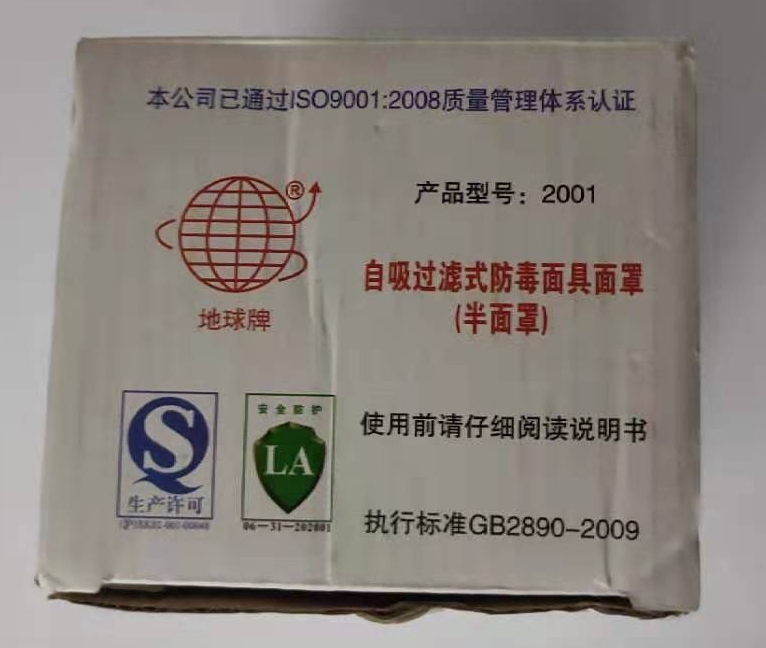 本公司已通过ISO9001:2008质量管理体系认证
®
产品型号：2001
自吸过滤式防毒面具面罩
(半面罩)
地球牌
安全防护
LA
生产许可
使用前请仔细阅读说明书
06-31-202801
执行标准GB2890-2009